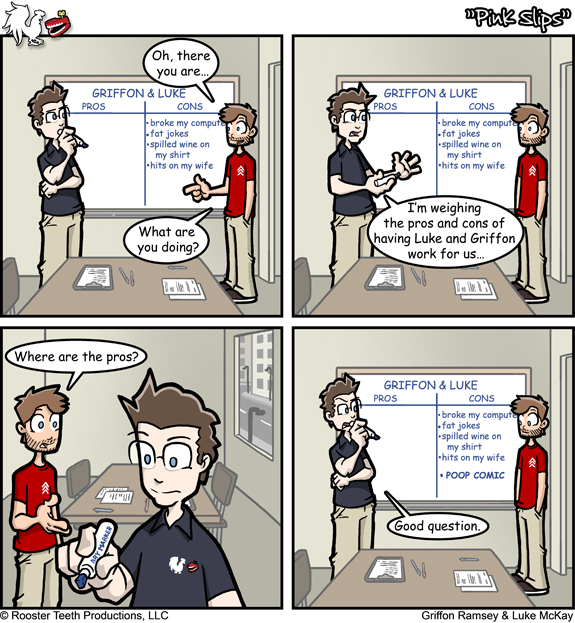 "Pink Slips"
Oh, there
you are...
GRIFFON & LUKE
PROS CONS
• broke my compute
• fat jokes
• spilled wine on
my shirt
• hits on my wife
What are
you doing?
GRIFFON & LUKE
PROS CONS
• broke my compute
• fat jokes
• spilled wine on
my shirt
• hits on my wife
I'm weighing
the pros and cons of
having Luke and Griffon
work for us...
Where are the pros?
ART MARKER
GRIFFON & LUKE
PROS CONS
• broke my compute
• fat jokes
• spilled wine on
my shirt
• hits on my wife
• POOP COMIC
Good question.
© Rooster Teeth Productions, LLC
Griffon Ramsey & Luke McKay